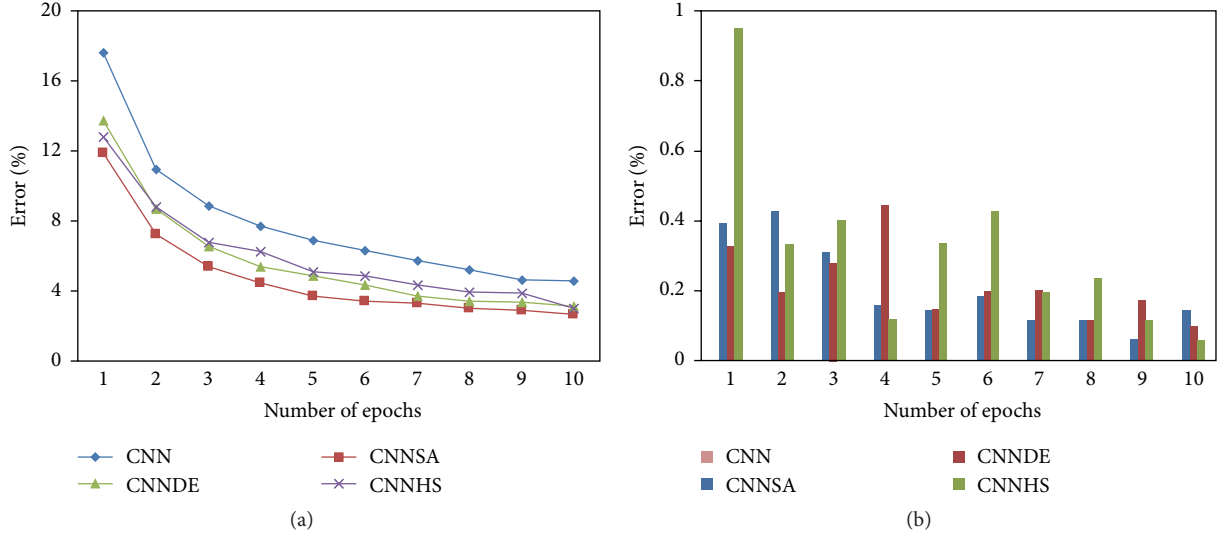 20
16
12
8
4
0
Error (%)
1 2 3 4 5 6 7 8 9 10
Number of epochs
CNN CNNSA
CNNDE CNNHS
(a)
1
0.8
0.6
0.4
0.2
0
Error (%)
1 2 3 4 5 6 7 8 9 10
Number of epochs
CNN CNNDE
CNNSA CNNHS
(b)